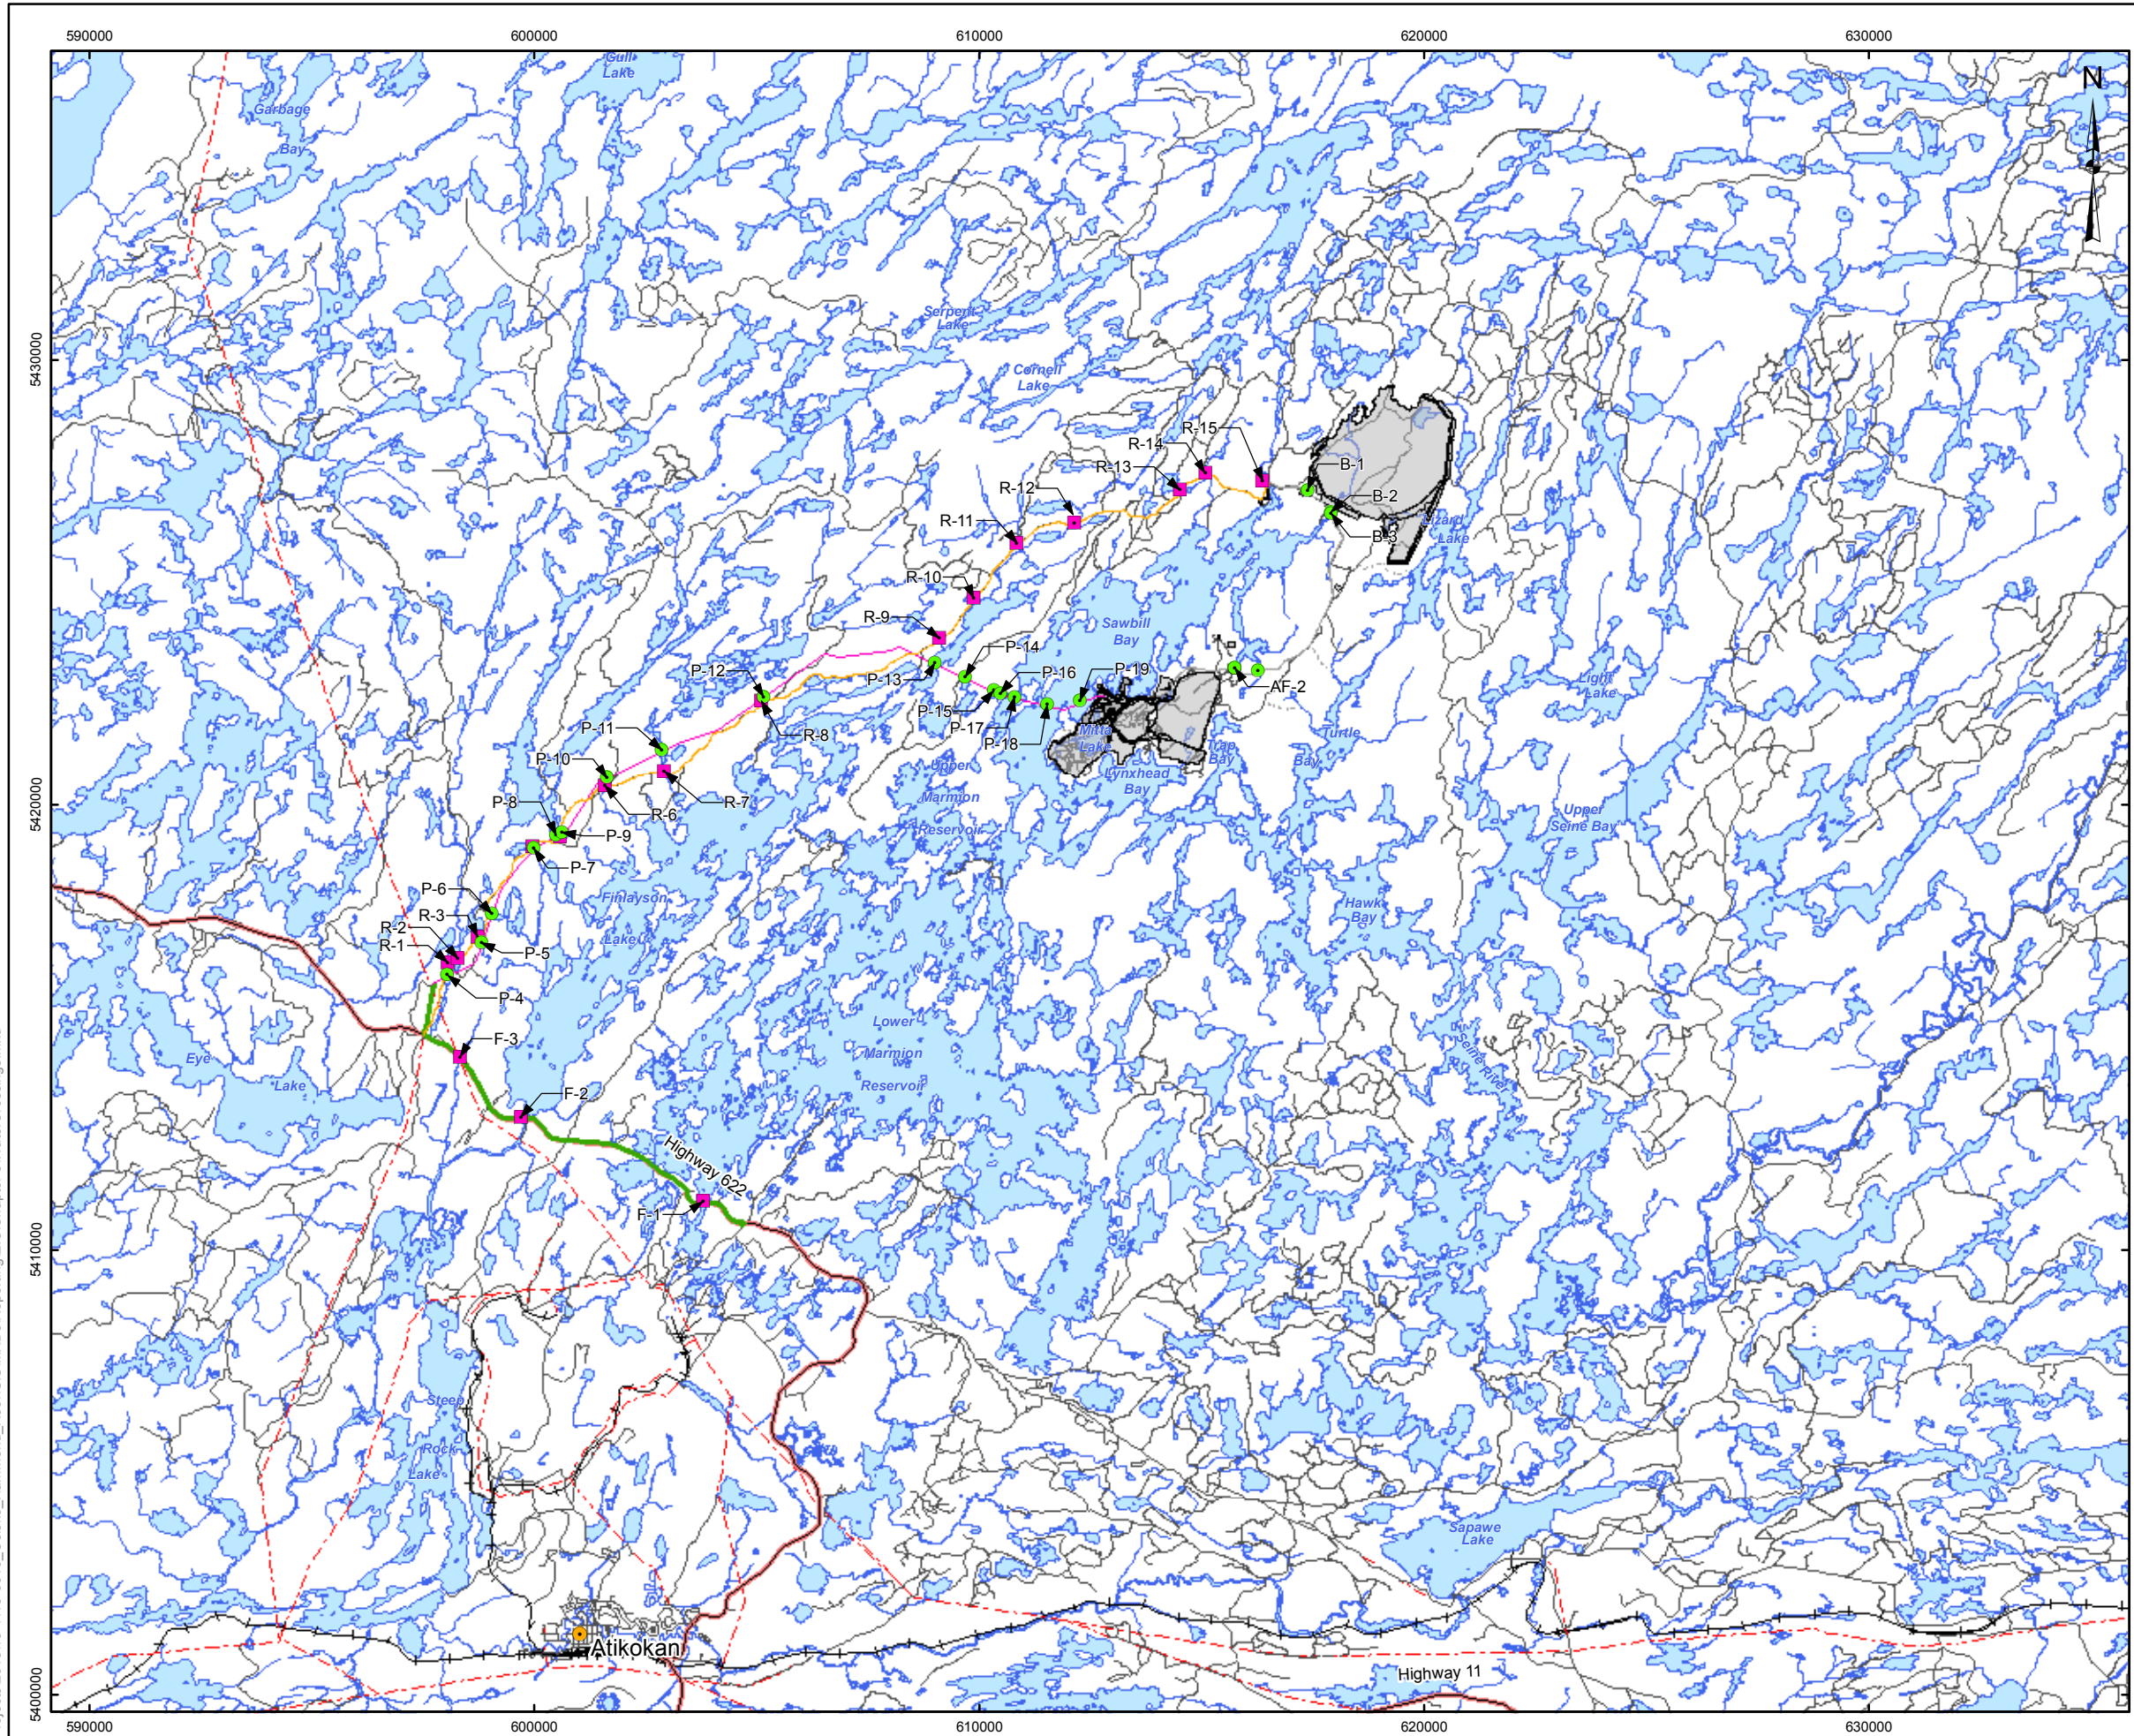 590000
600000
610000
620000
630000
N
Gull
Lake
Garbage
Bay
5430000
Serpent
Lake
Cornell
Lake
R-15
R-14
R-13
B-1
R-12
B-2
R-11
Lizard
Lake
B-3
R-10
R-9
Sawbill
Bay
P-14
P-12
P-16
P-19
P-13
AF-2
Light
Lake
P-15
P-17
P-11
R-8
P-18
Mitta
Lake
Trap
Bay
Turtle
Bay
P-10
Upper
Marmion
Reservoir
Lynxhead
Bay
5420000
P-8
R-7
R-6
Upper
Seine Bay
P-9
P-7
P-6
Finlayson
Lake
Hawk
Bay
R-3
R-2
R-1
P-5
P-4
Lower
Marmion
Reservoir
F-3
Seine River
Eye
Lake
F-2
Highway 622
F-1
5410000
Steep
Rock
Lake
Sapawe
Lake
Atikokan
Highway 11
5400000
590000
600000
610000
620000
630000